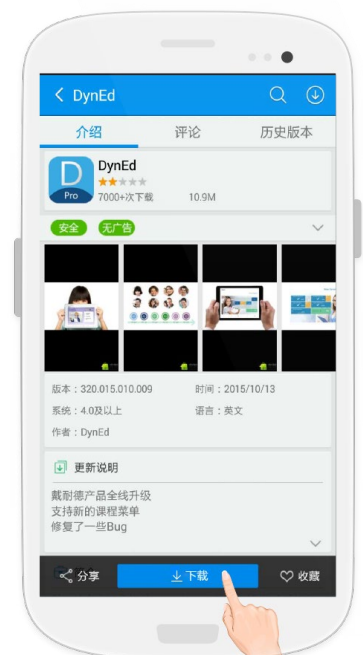 DynEd
介绍 评论 历史版本
D
Pro
DynEd
7000+次下载 10.9M
安全 无广告
版本：320.015.010.009 时间：2015/10/13
系统：4.0及以上 语言：英文
作者：DynEd
更新说明
戴耐德产品全线升级
支持新的课程菜单
修复了一些Bug
分享 下载 收藏